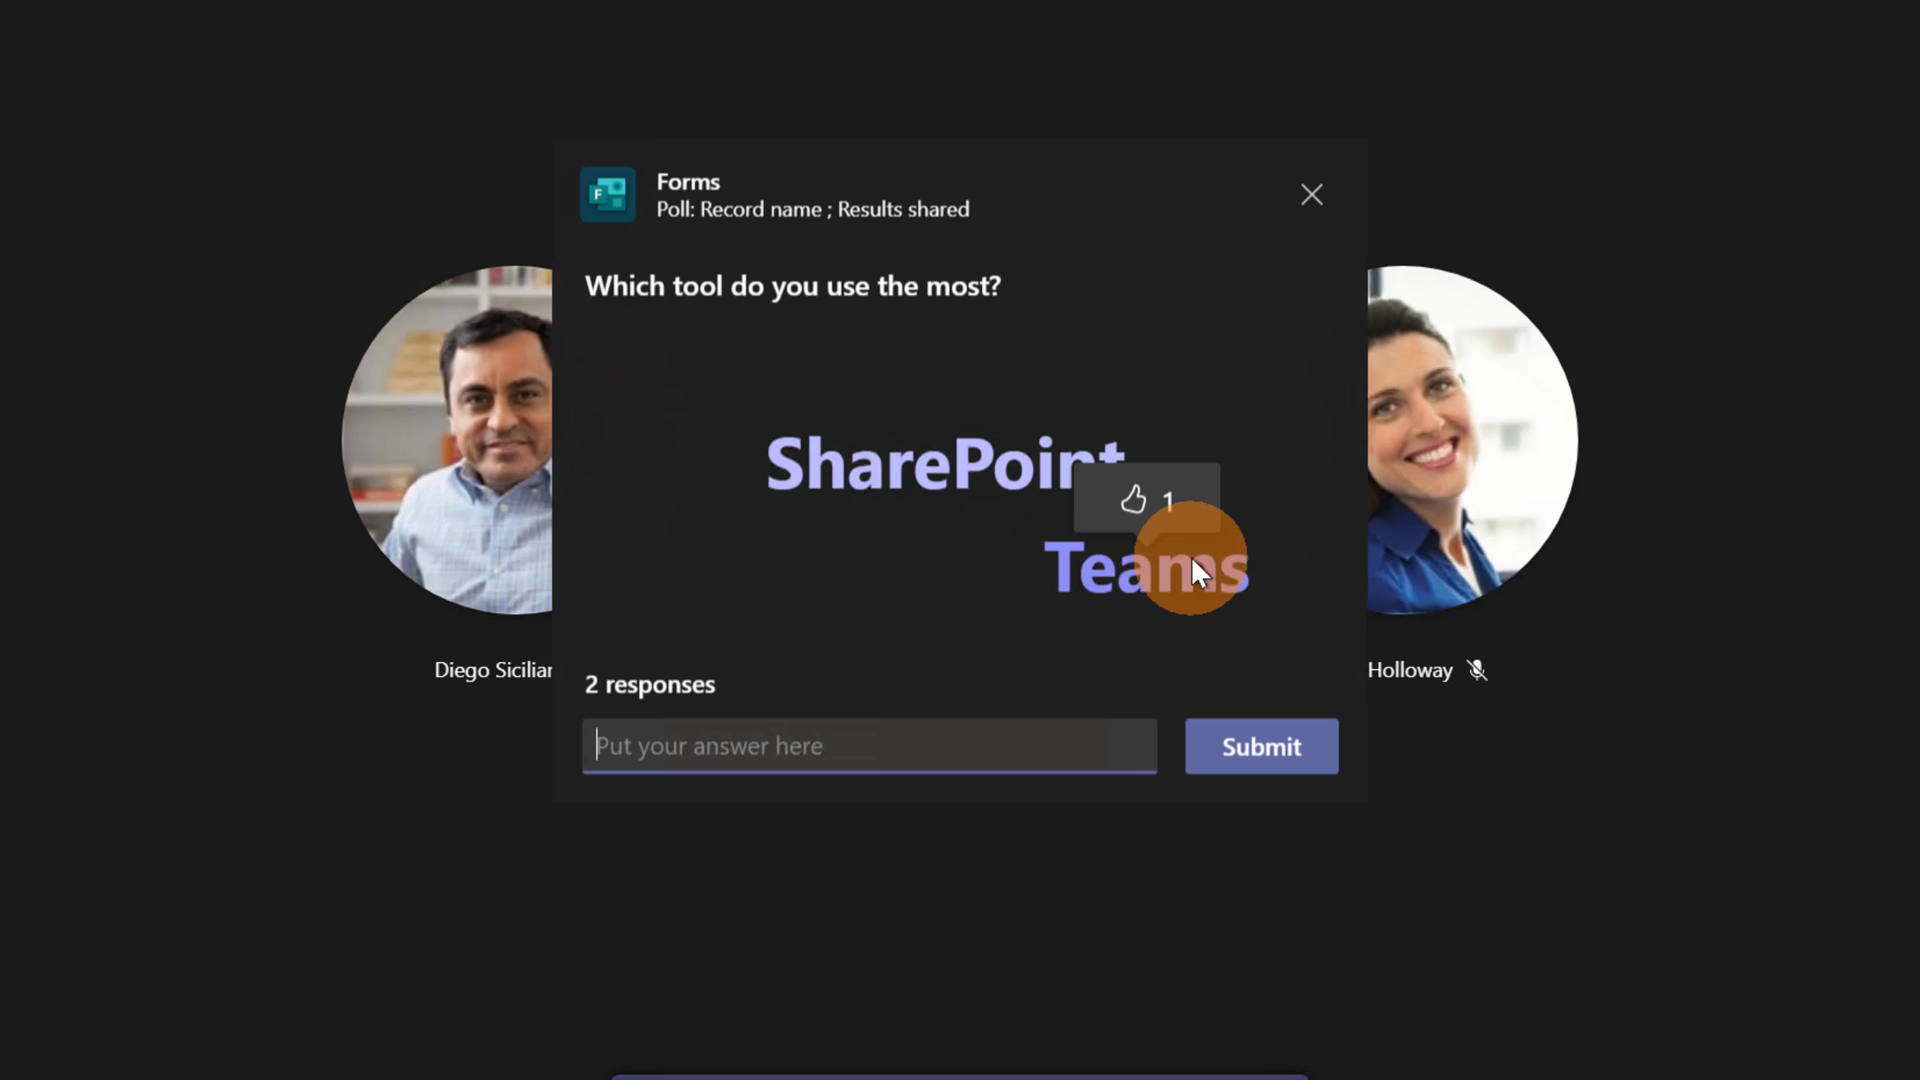 Forms
Poll: Record name ; Results shared
Which tool do you use the most?
SharePoint
1
Teams
Diego Sicilian
Holloway
2 responses
Put your answer here
Submit